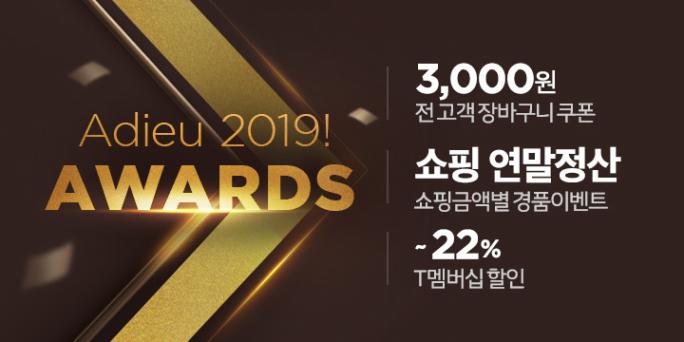 Adieu 2019!
AWARDS
3,000원
전 고객 장바구니 쿠폰
쇼핑 연말정산
쇼핑금액별 경품이벤트
~ 22%
T멤버십 할인